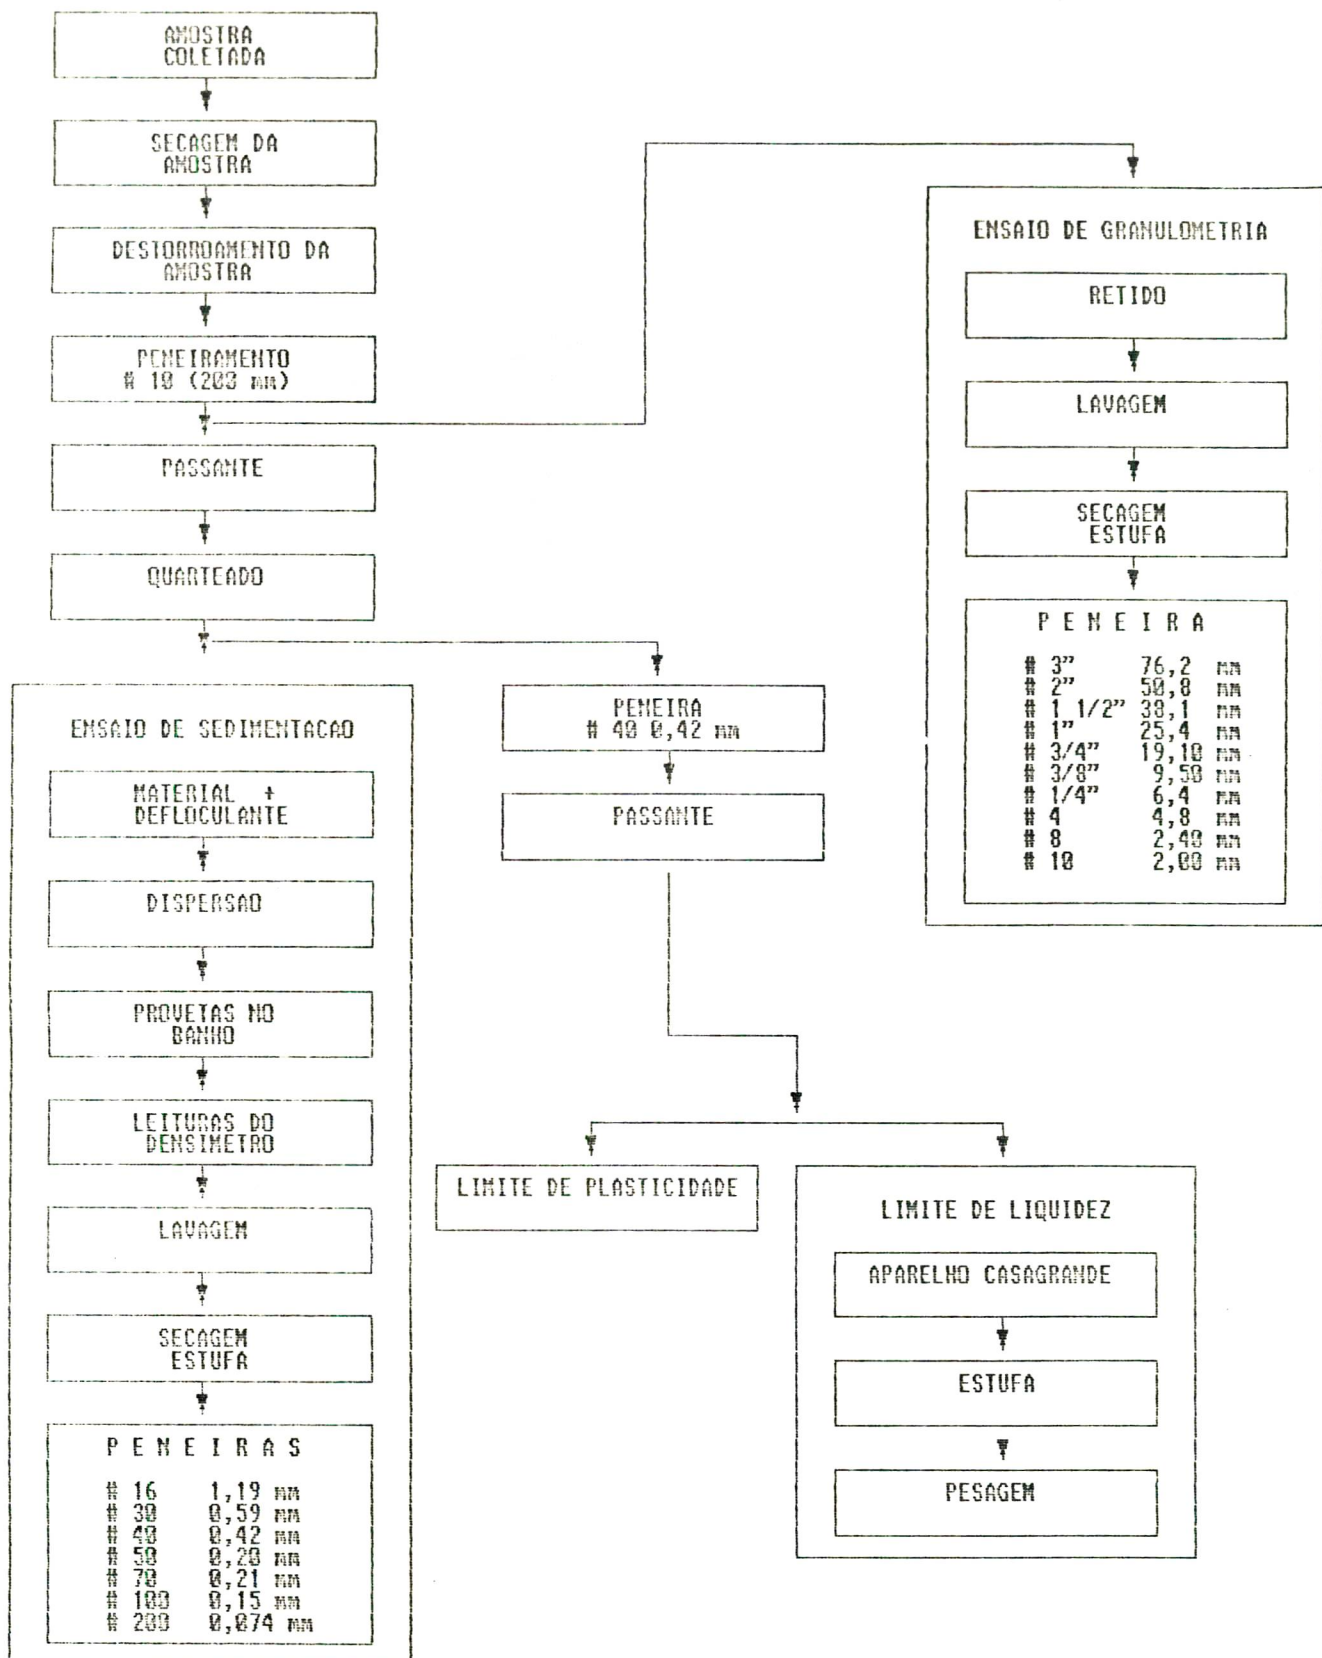 AMOSTRA
COLETADA
SECAGEM DA
AMOSTRA
DESTORROAMENTO DA
AMOSTRA
PENEIRAMENTO
# 10 (203 mm)
PASSANTE
QUARTEADO
ENSAIO DE SEDIMENTACAO
MATERIAL +
DEFLOCULANTE
DISPERSAO
PROVETAS NO
BANHO
LEITURAS DO
DENSIMETRO
LAVAGEM
SECAGEM
ESTUFA
P E N E I R A S
# 16 1,19 mm
# 30 0,59 mm
# 40 0,42 mm
# 50 0,20 mm
# 70 0,21 mm
# 100 0,15 mm
# 200 0,074 mm
PENEIRA
# 40 0,42 mm
PASSANTE
LIMITE DE PLASTICIDADE
LIMITE DE LIQUIDEZ
APARELHO CASAGRANDE
ESTUFA
PESAGEM
ENSAIO DE GRANULOMETRIA
RETIDO
LAVAGEM
SECAGEM
ESTUFA
P E N E I R A
# 3" 76,2 mm
# 2" 50,8 mm
# 1 1/2" 38,1 mm
# 1" 25,4 mm
# 3/4" 19,10 mm
# 3/8" 9,50 mm
# 1/4" 6,4 mm
# 4 4,8 mm
# 8 2,40 mm
# 10 2,00 mm